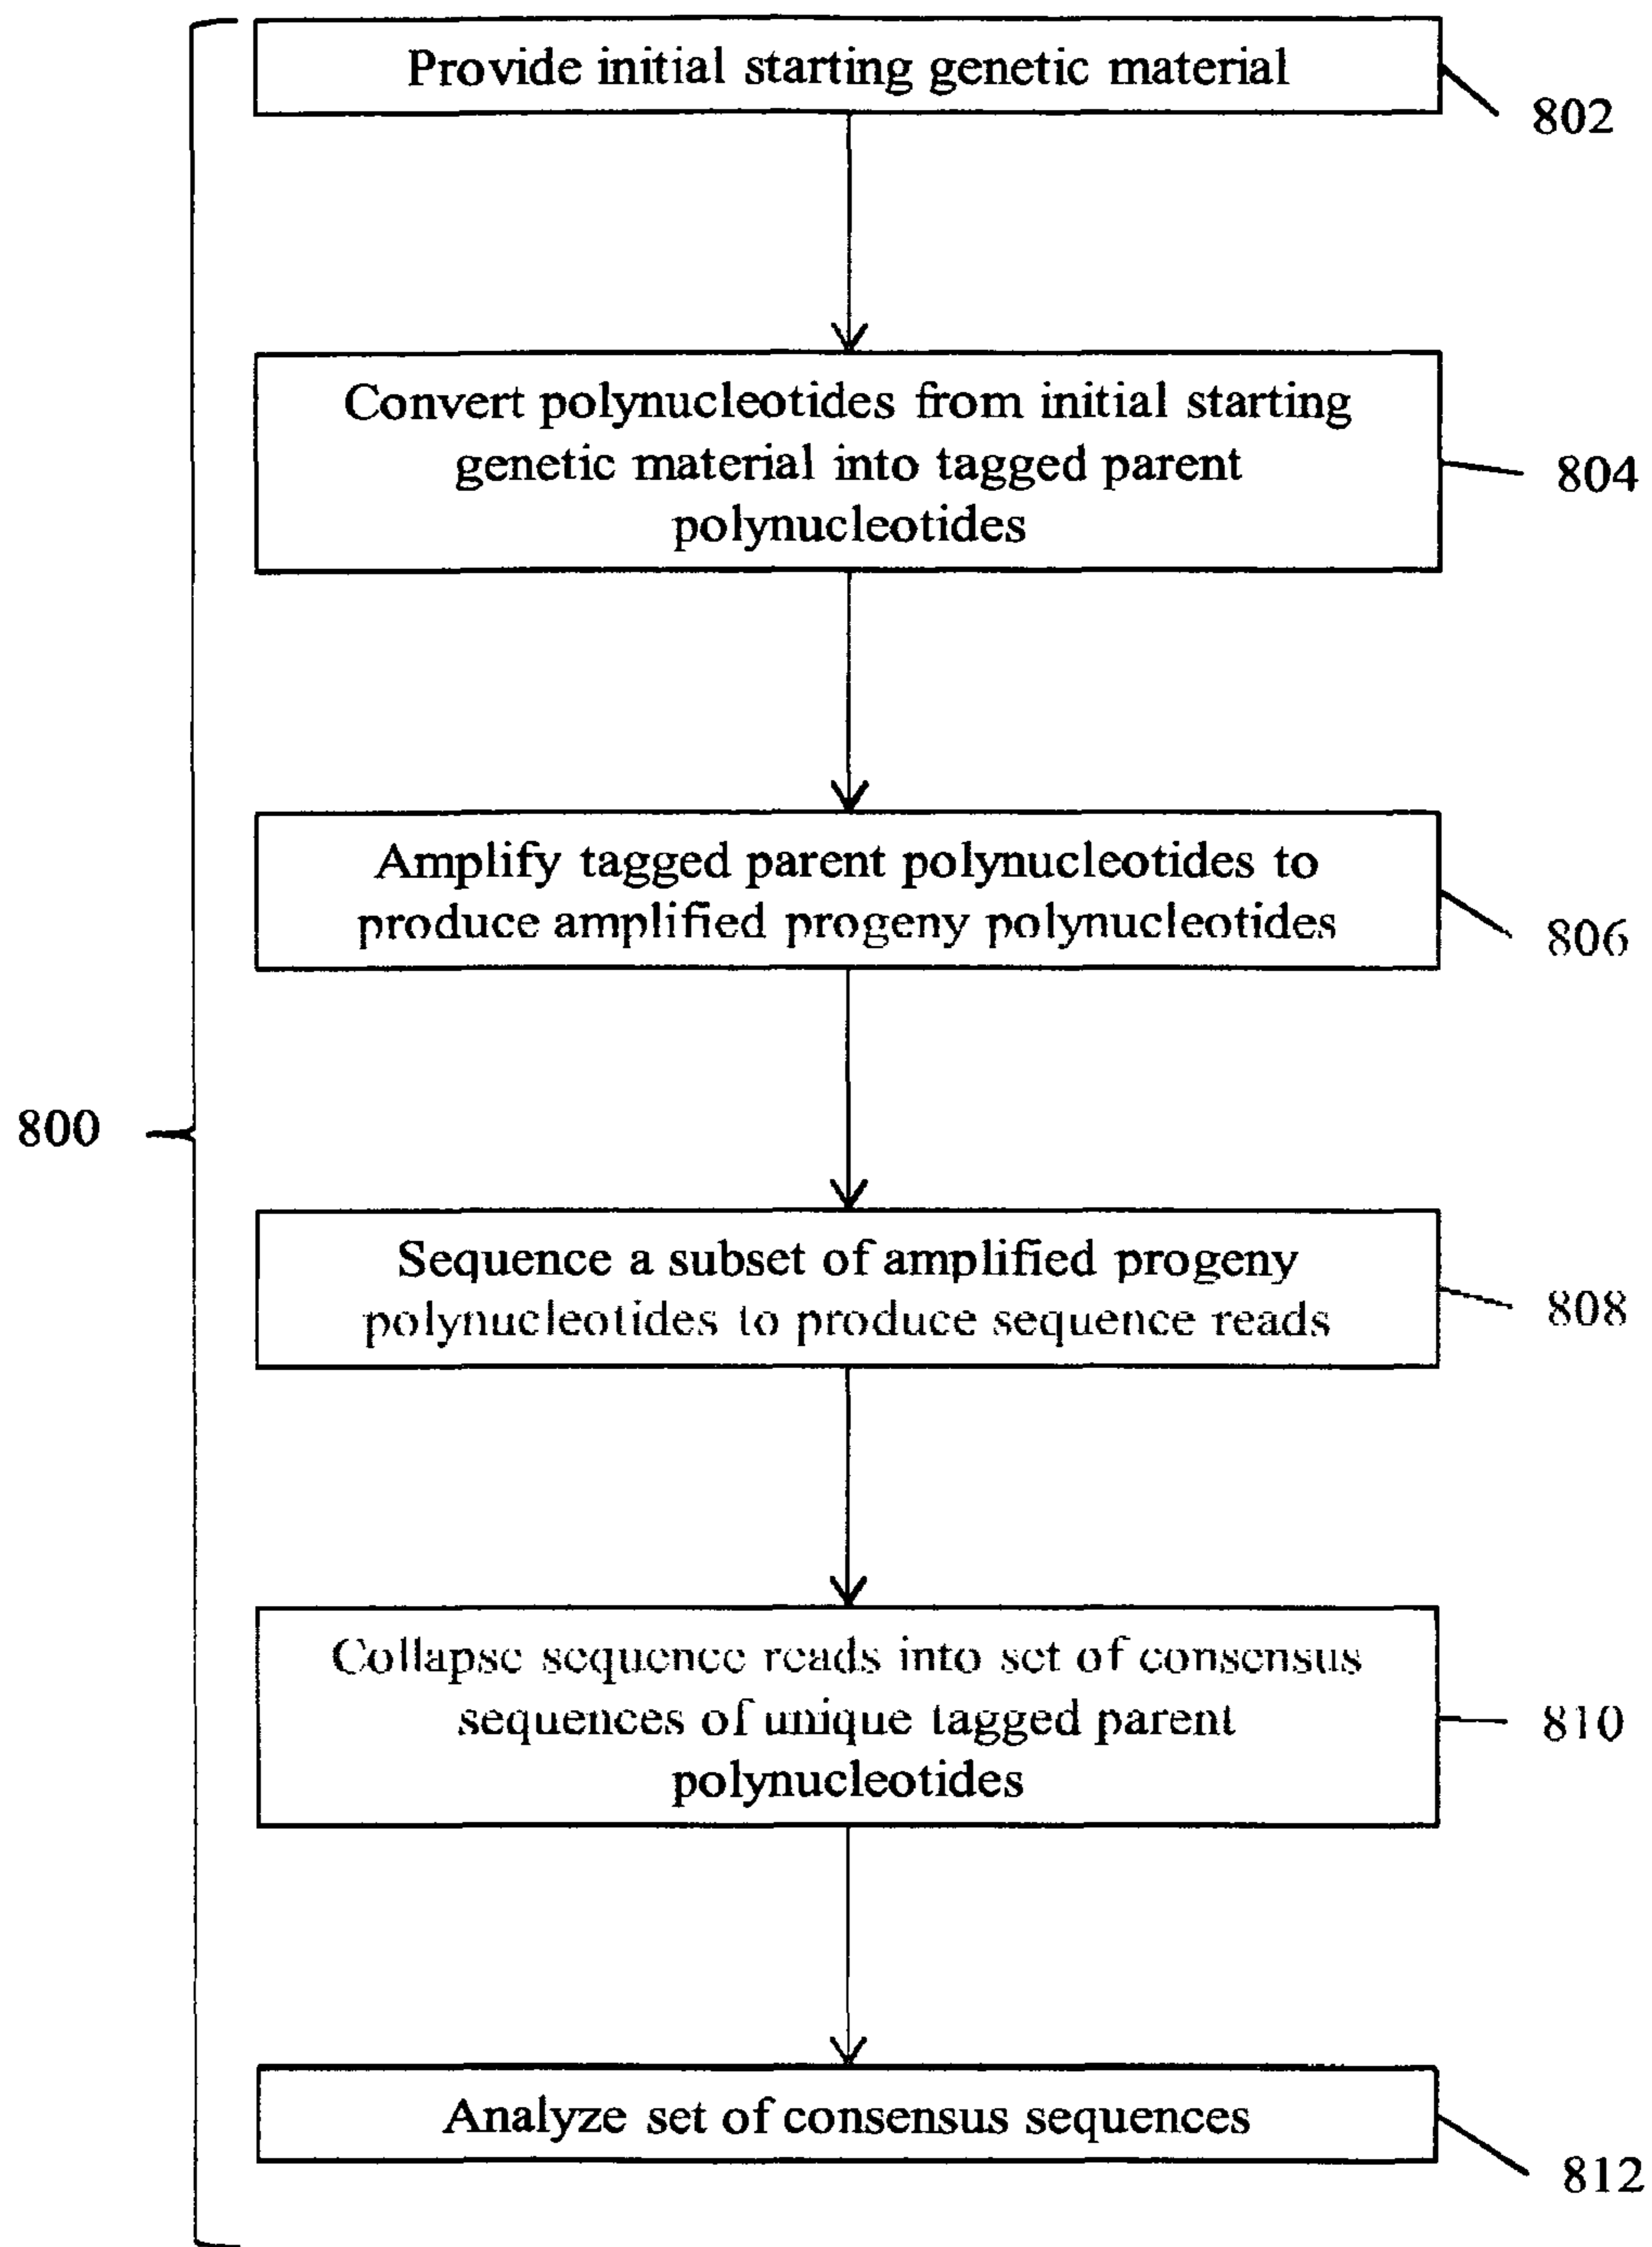 Provide initial starting genetic material
802
Convert polynucleotides from initial starting
genetic material into tagged parent
polynucleotides
804
Amplify tagged parent polynucleotides to
produce amplified progeny polynucleotides
806
800
Sequence a subset of amplified progeny
polynucleotides to produce sequence reads
808
Collapse sequence reads into set of consensus
sequences of unique tagged parent
polynucleotides
810
Analyze set of consensus sequences
812